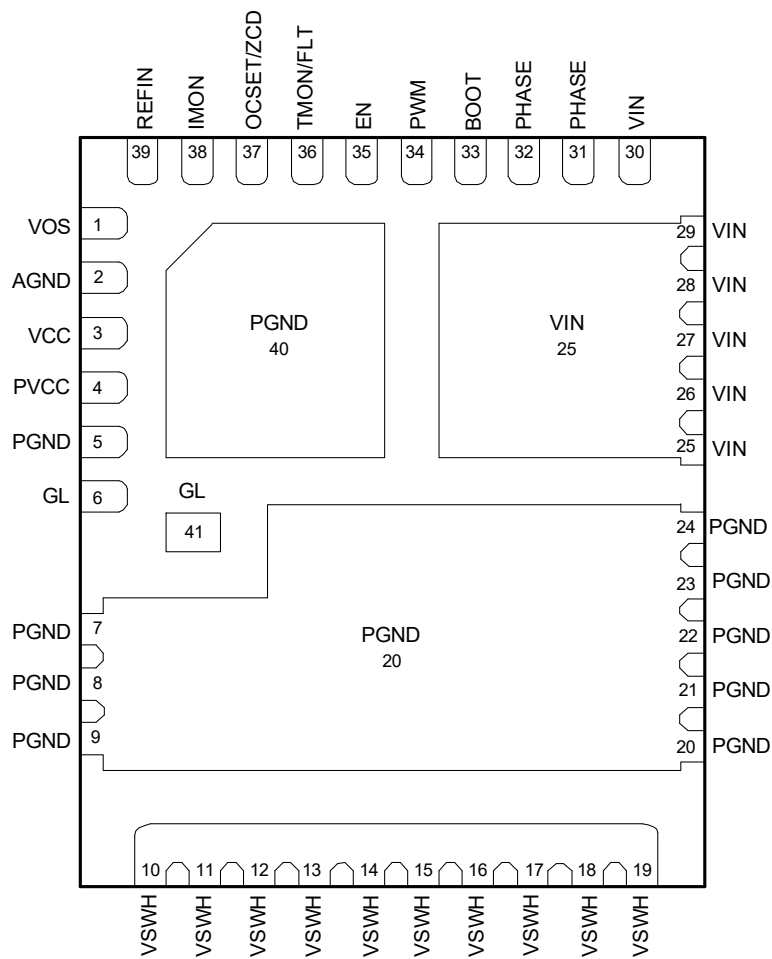 REFIN
IMON
OCSET/ZCD
TMON/FLT
EN
PWM
BOOT
PHASE
PHASE
VIN
39
38
37
36
35
34
33
32
31
30
VOS 1
AGND 2
VCC 3
PVCC 4
PGND 5
GL 6
PGND
40
VIN
25
29 VIN
28 VIN
27 VIN
26 VIN
25 VIN
GL
41
24 PGND
23 PGND
22 PGND
21 PGND
20 PGND
PGND 7
PGND 8
PGND 9
PGND
20
10
11
12
13
14
15
16
17
18
19
VSWH
VSWH
VSWH
VSWH
VSWH
VSWH
VSWH
VSWH
VSWH
VSWH